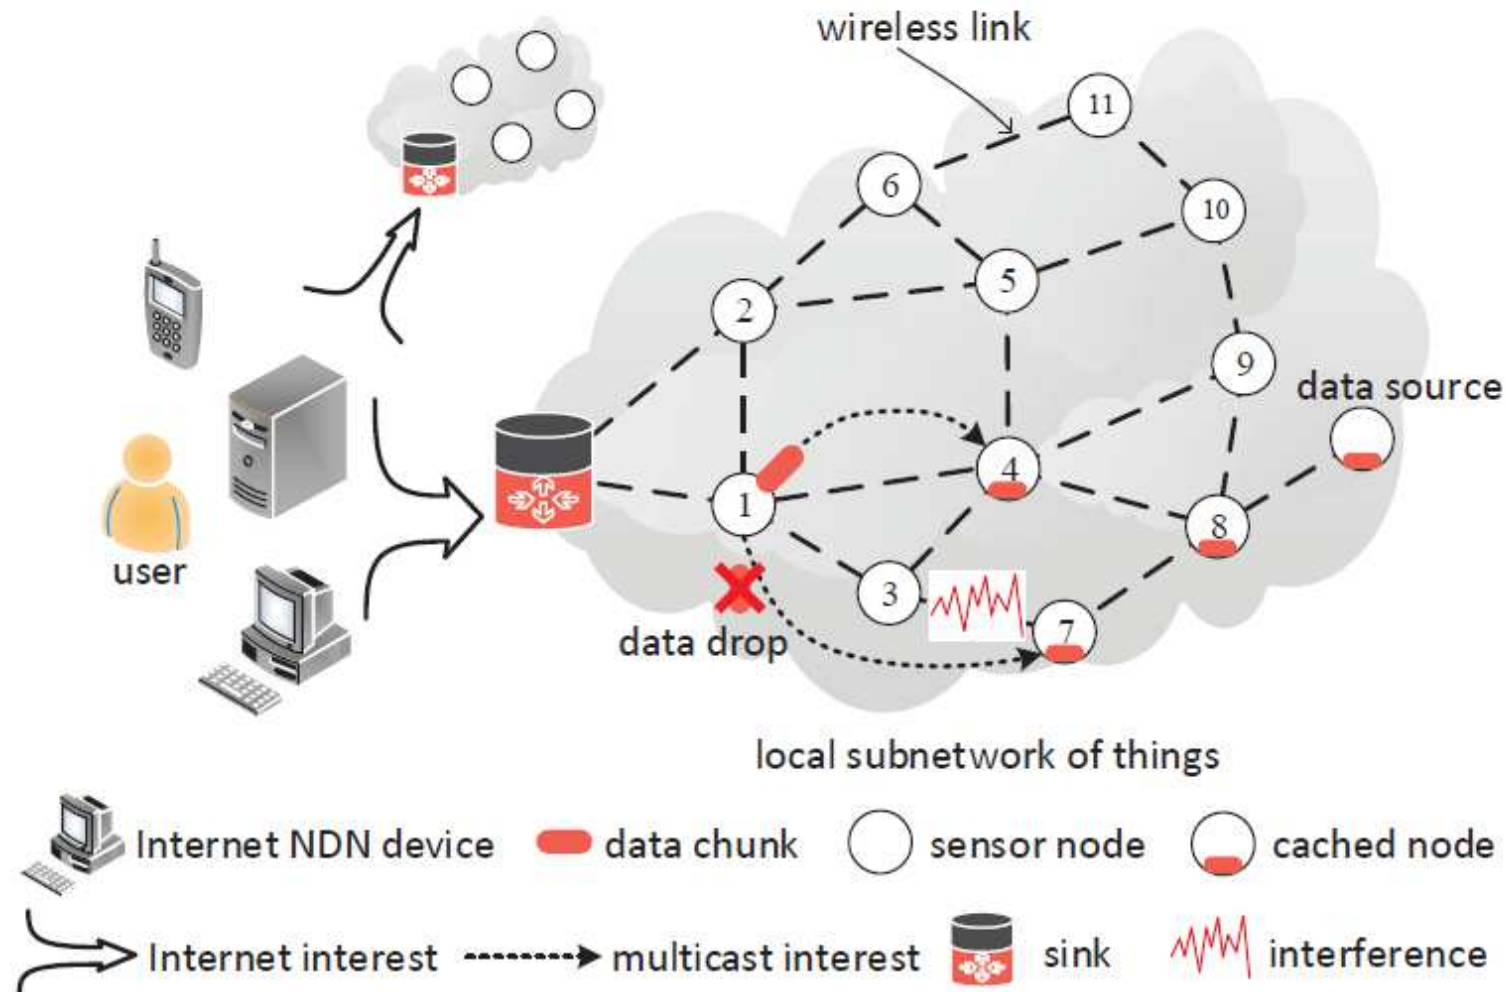 wireless link
11
6
10
5
2
9
data source
4
1
8
user
3
7
data drop
local subnetwork of things
Internet NDN device
data chunk
sensor node
cached node
Internet interest
multicast interest
sink
interference